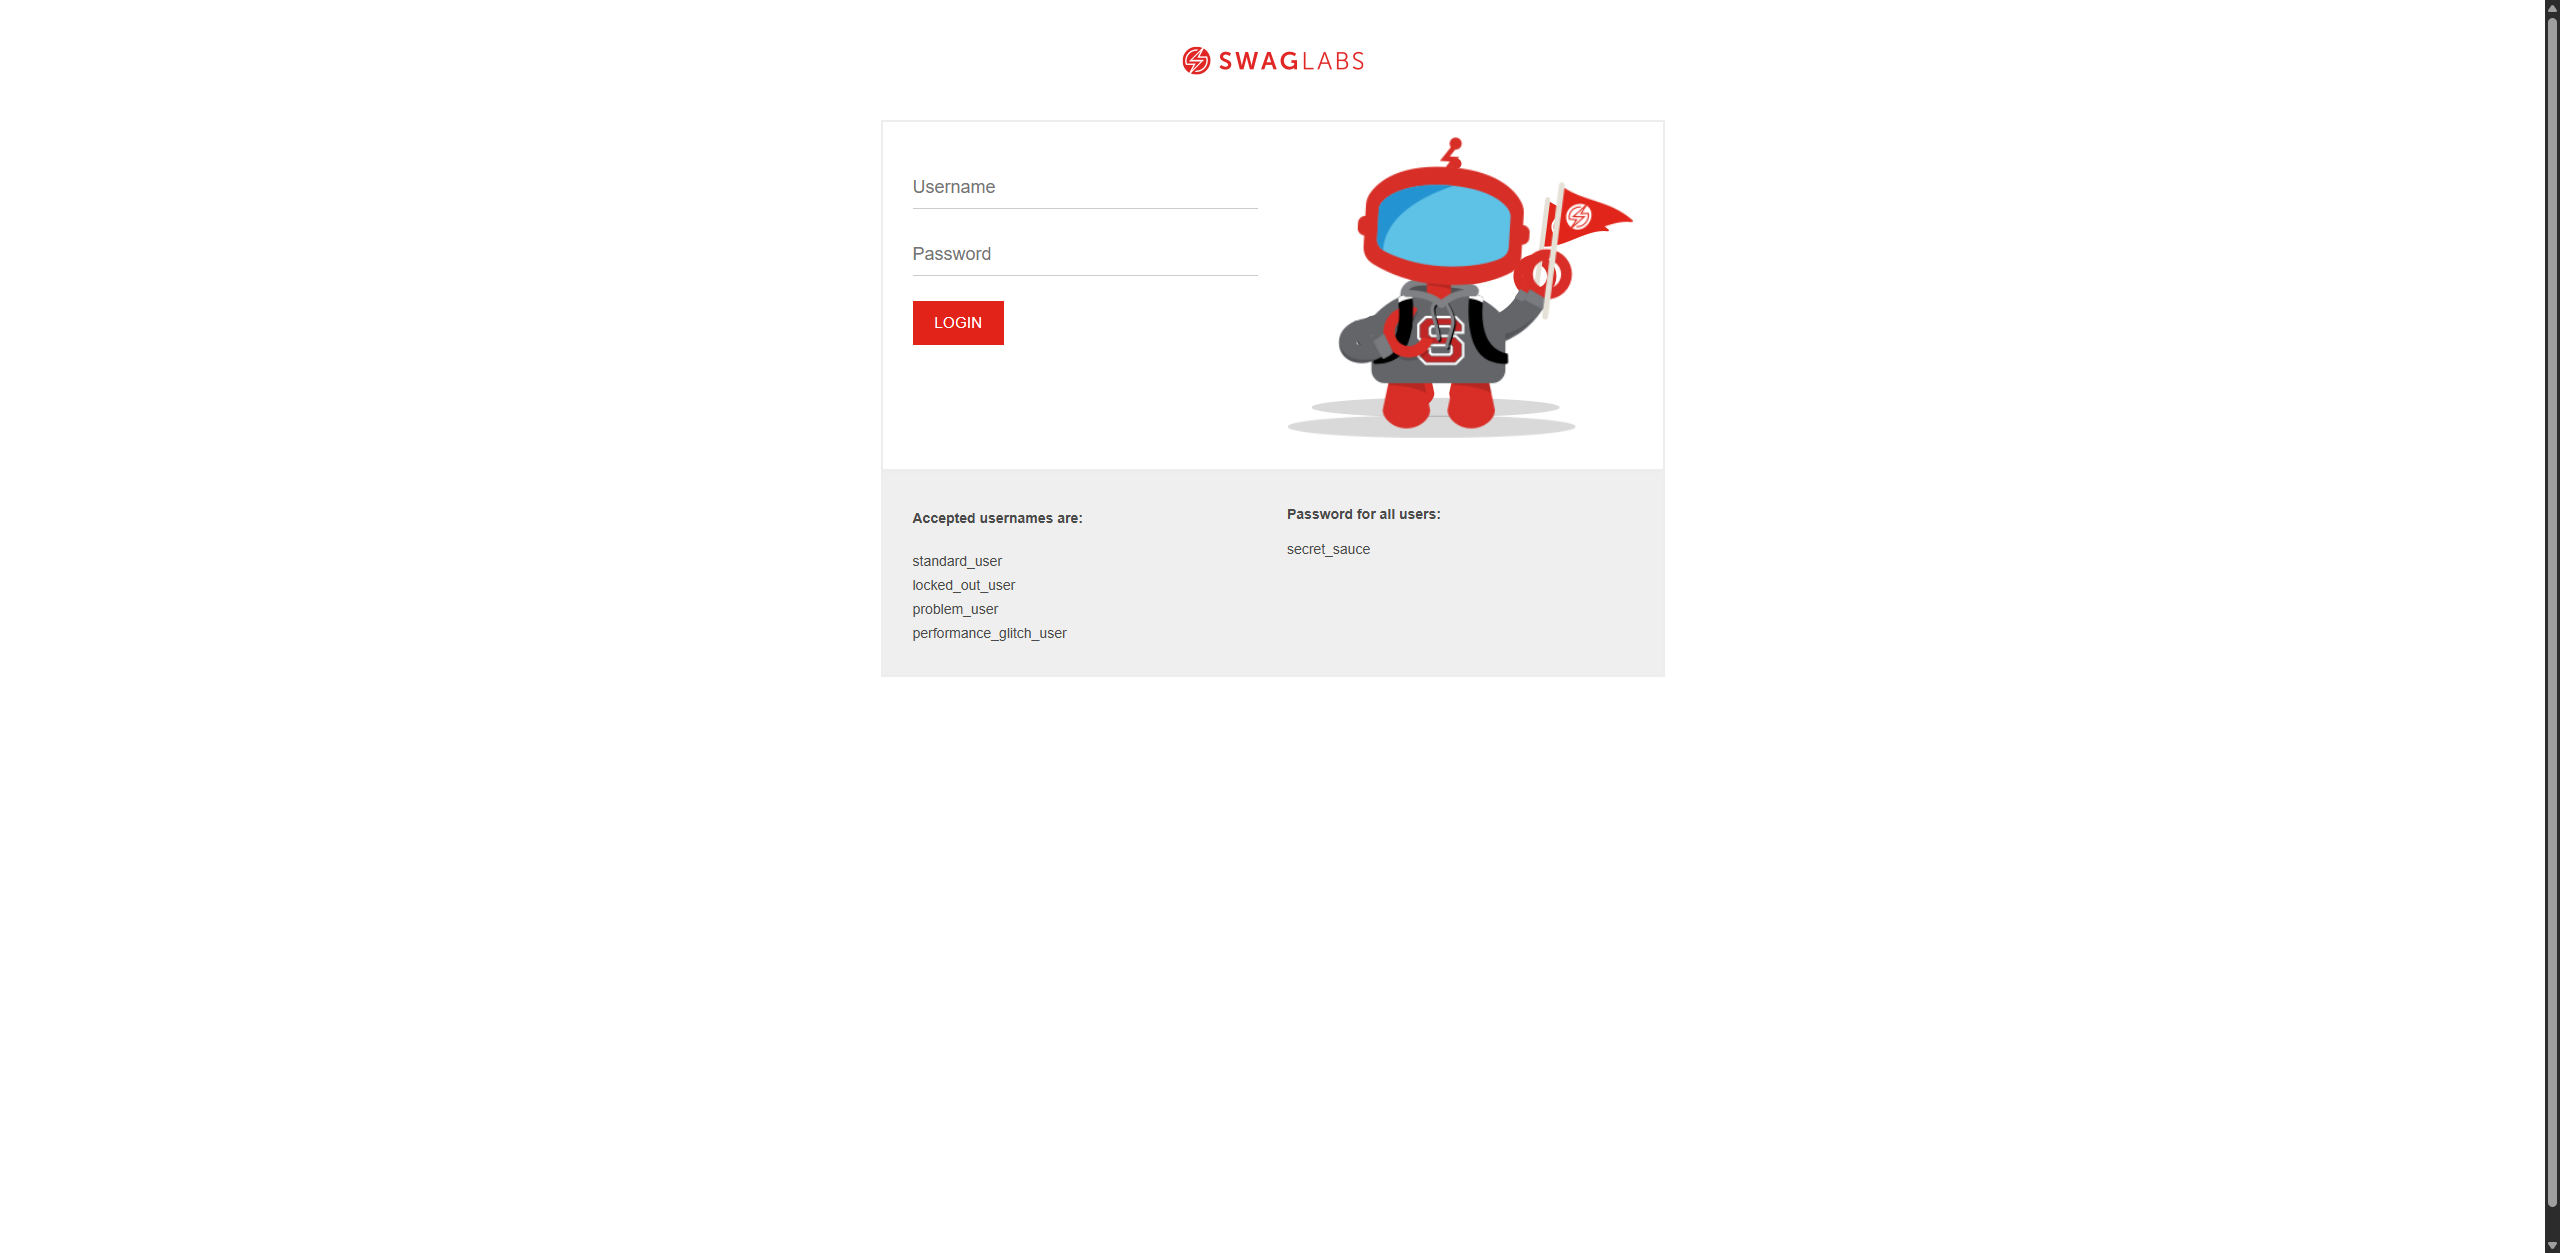 SWAGLABS
Username
Password
LOGIN
Accepted usernames are:
standard_user
locked_out_user
problem_user
performance_glitch_user
Password for all users:
secret_sauce
S